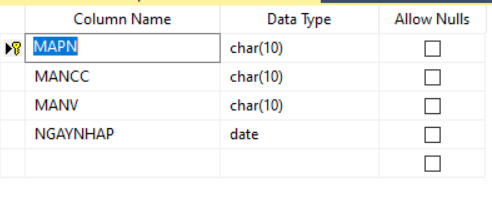 Column Name Data Type Allow Nulls
MAPN char(10)
MANCC char(10)
MANV char(10)
NGAYNHAP date